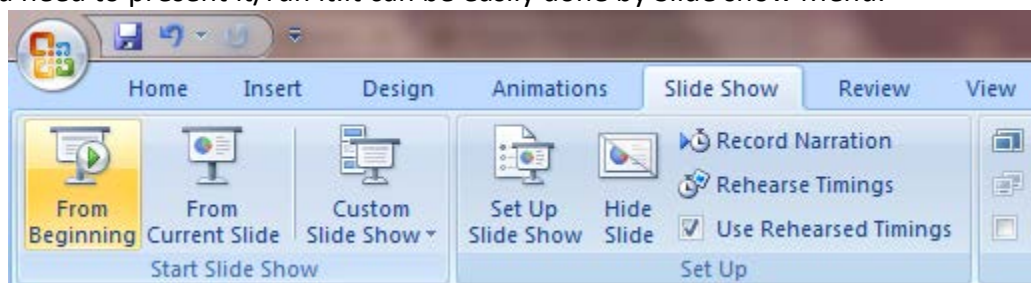 need to present it, run it.It can be easily done by Slide show menu.
Home Insert Design Animations Slide Show Review View
From Beginning
From Current Slide
Custom Slide Show
Set Up Slide Show
Hide Slide
Record Narration
Rehearse Timings
Use Rehearsed Timings
Start Slide Show
Set Up